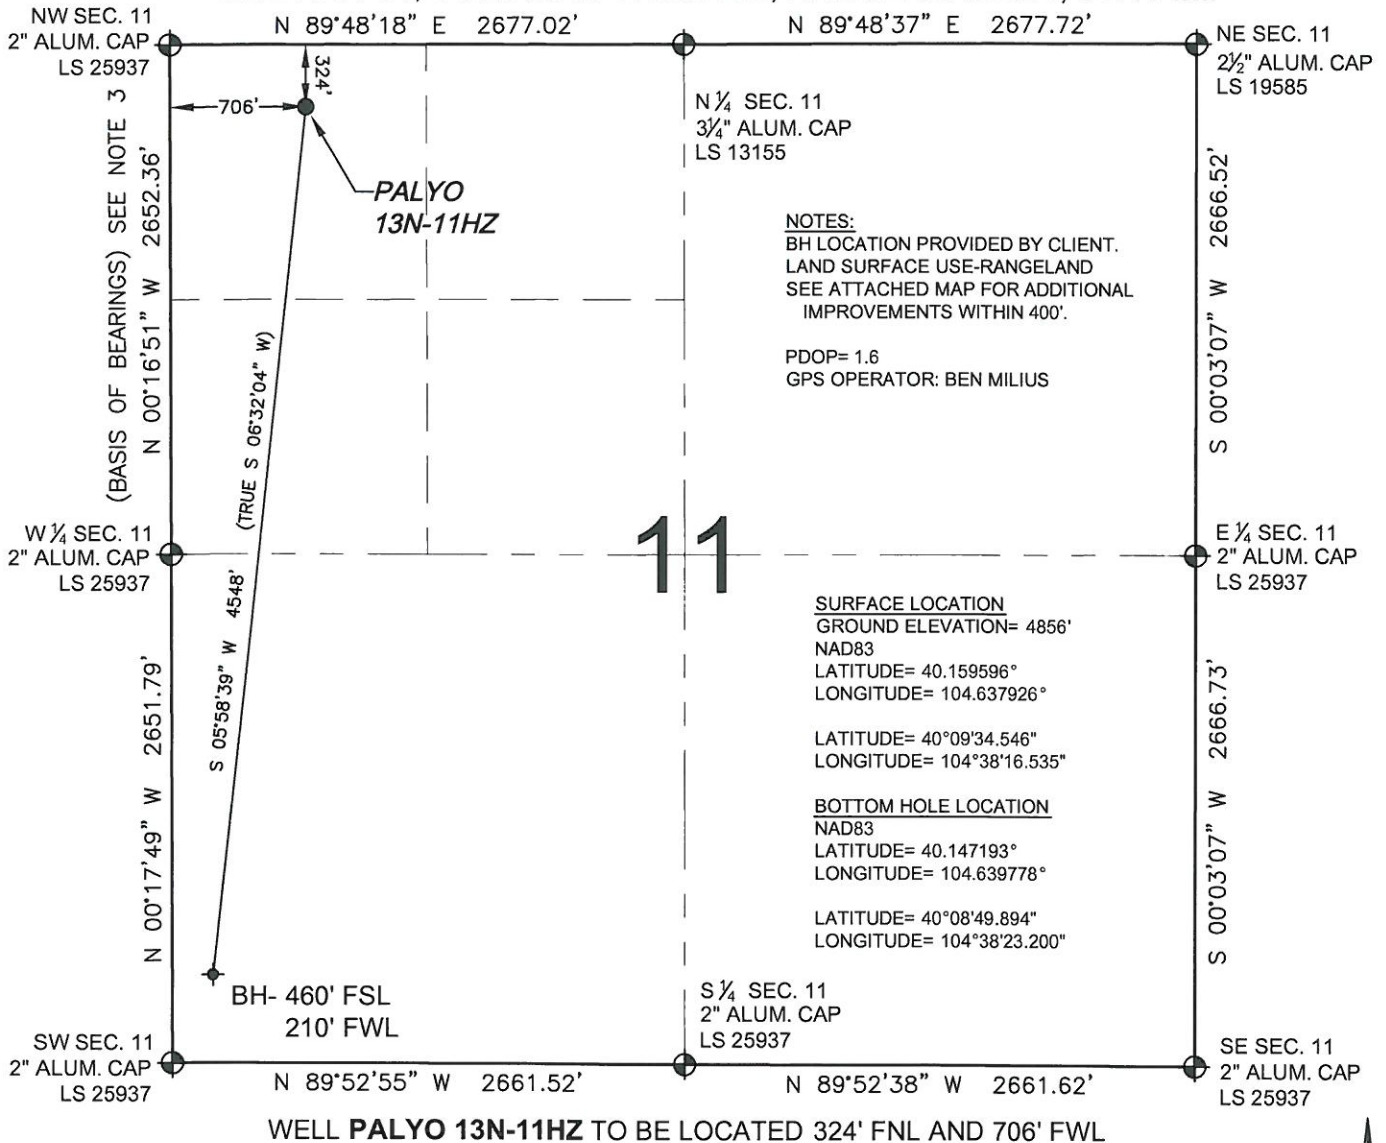 N 89°48'18" E 2677.02'
N 89°48'37" E 2677.72'
NW SEC. 11
2" ALUM. CAP
LS 25937
NE SEC. 11
2½" ALUM. CAP
LS 19585
324'
706'
N ¼ SEC. 11
3¼" ALUM. CAP
LS 13155
PALYO
13N-11HZ
(BASIS OF BEARINGS) SEE NOTE 3
N 00°16'51" W 2652.36'
S 00°03'07" W 2666.52'
NOTES:
BH LOCATION PROVIDED BY CLIENT.
LAND SURFACE USE-RANGELAND
SEE ATTACHED MAP FOR ADDITIONAL
IMPROVEMENTS WITHIN 400'.
PDOP= 1.6
GPS OPERATOR: BEN MILIUS
(TRUE S 06°32'04" W)
S 05°58'39" W 4548'
W ¼ SEC. 11
2" ALUM. CAP
LS 25937
11
E ¼ SEC. 11
2" ALUM. CAP
LS 25937
SURFACE LOCATION
GROUND ELEVATION= 4856'
NAD83
LATITUDE= 40.159596°
LONGITUDE= 104.637926°
LATITUDE= 40°09'34.546"
LONGITUDE= 104°38'16.535"
BOTTOM HOLE LOCATION
NAD83
LATITUDE= 40.147193°
LONGITUDE= 104.639778°
LATITUDE= 40°08'49.894"
LONGITUDE= 104°38'23.200"
N 00°17'49" W 2651.79'
S 00°03'07" W 2666.73'
BH- 460' FSL
210' FWL
S ¼ SEC. 11
2" ALUM. CAP
LS 25937
SW SEC. 11
2" ALUM. CAP
LS 25937
SE SEC. 11
2" ALUM. CAP
LS 25937
N 89°52'55" W 2661.52'
N 89°52'38" W 2661.62'
WELL PALYO 13N-11HZ TO BE LOCATED 324' FNL AND 706' FWL